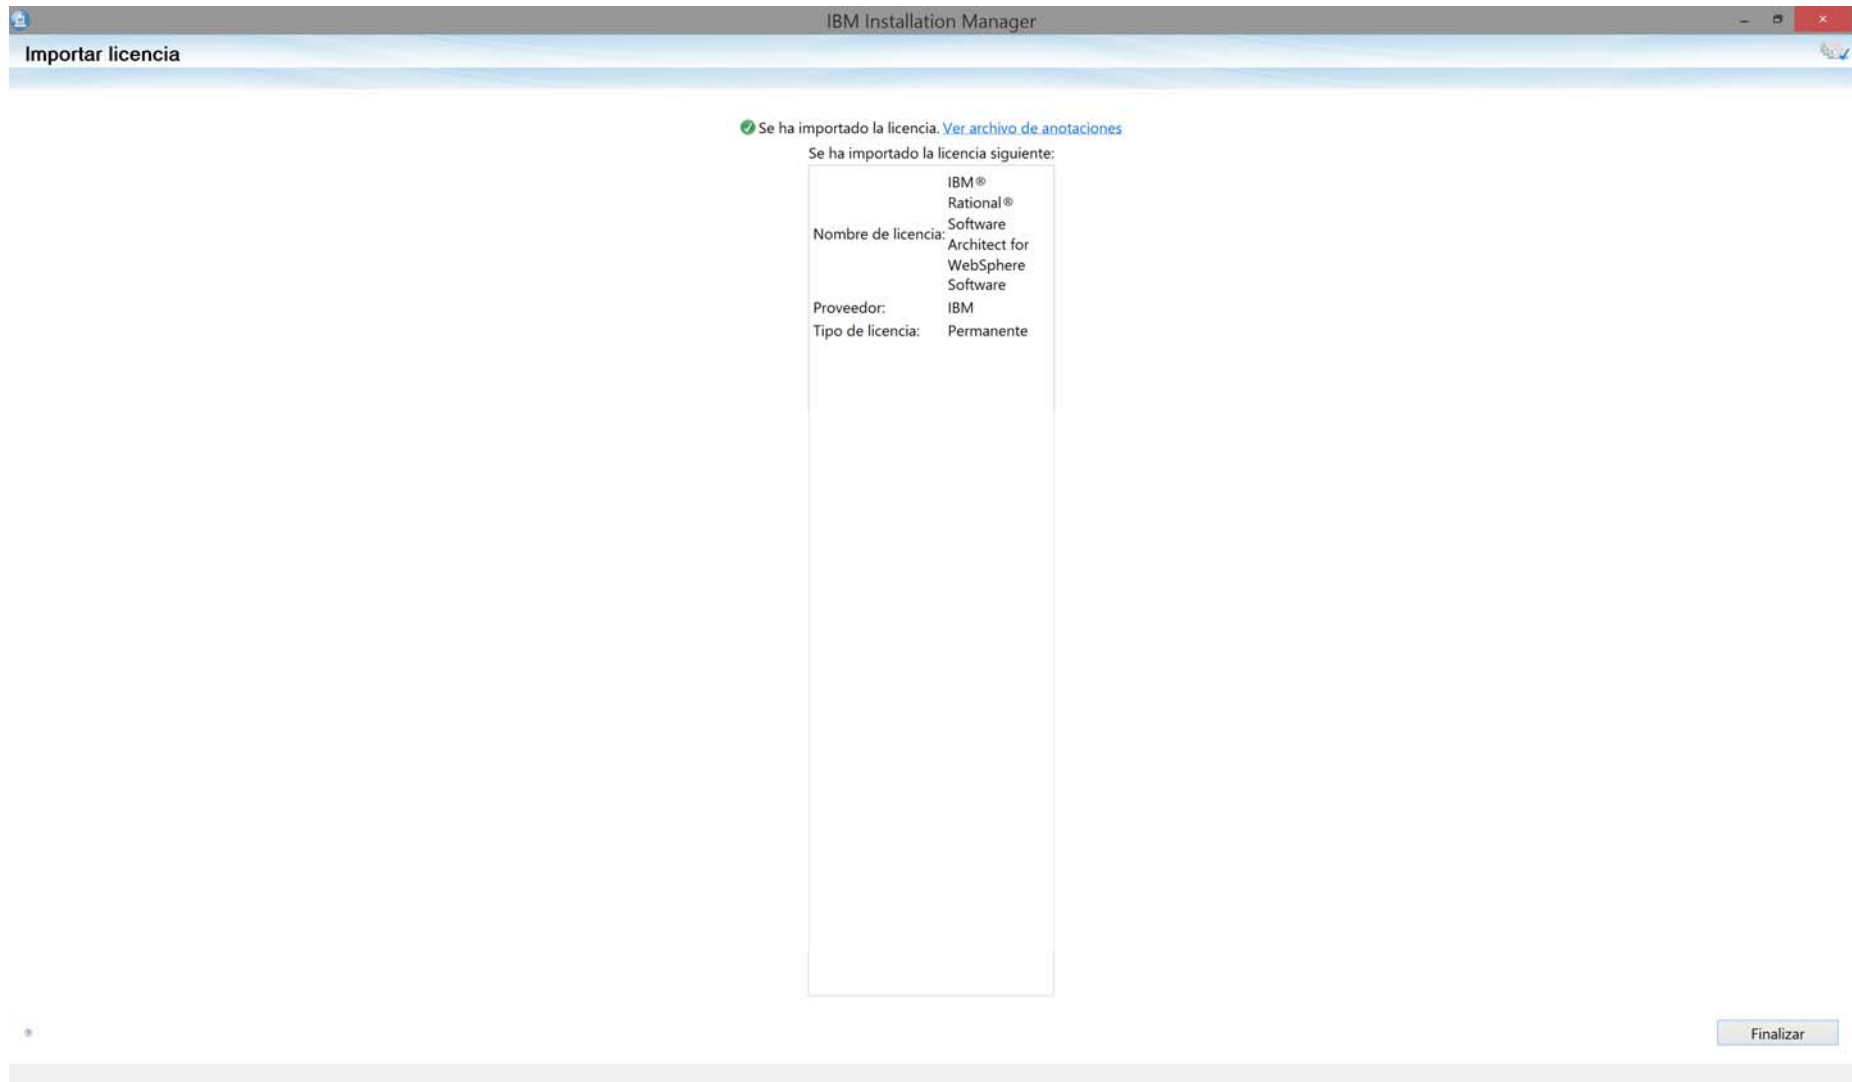 IBM Installation Manager
Importar licencia
Se ha importado la licencia. Ver archivo de anotaciones
Se ha importado la licencia siguiente:
Nombre de licencia:
IBM®
Rational®
Software
Architect for
WebSphere
Software
Proveedor: IBM
Tipo de licencia: Permanente
Finalizar